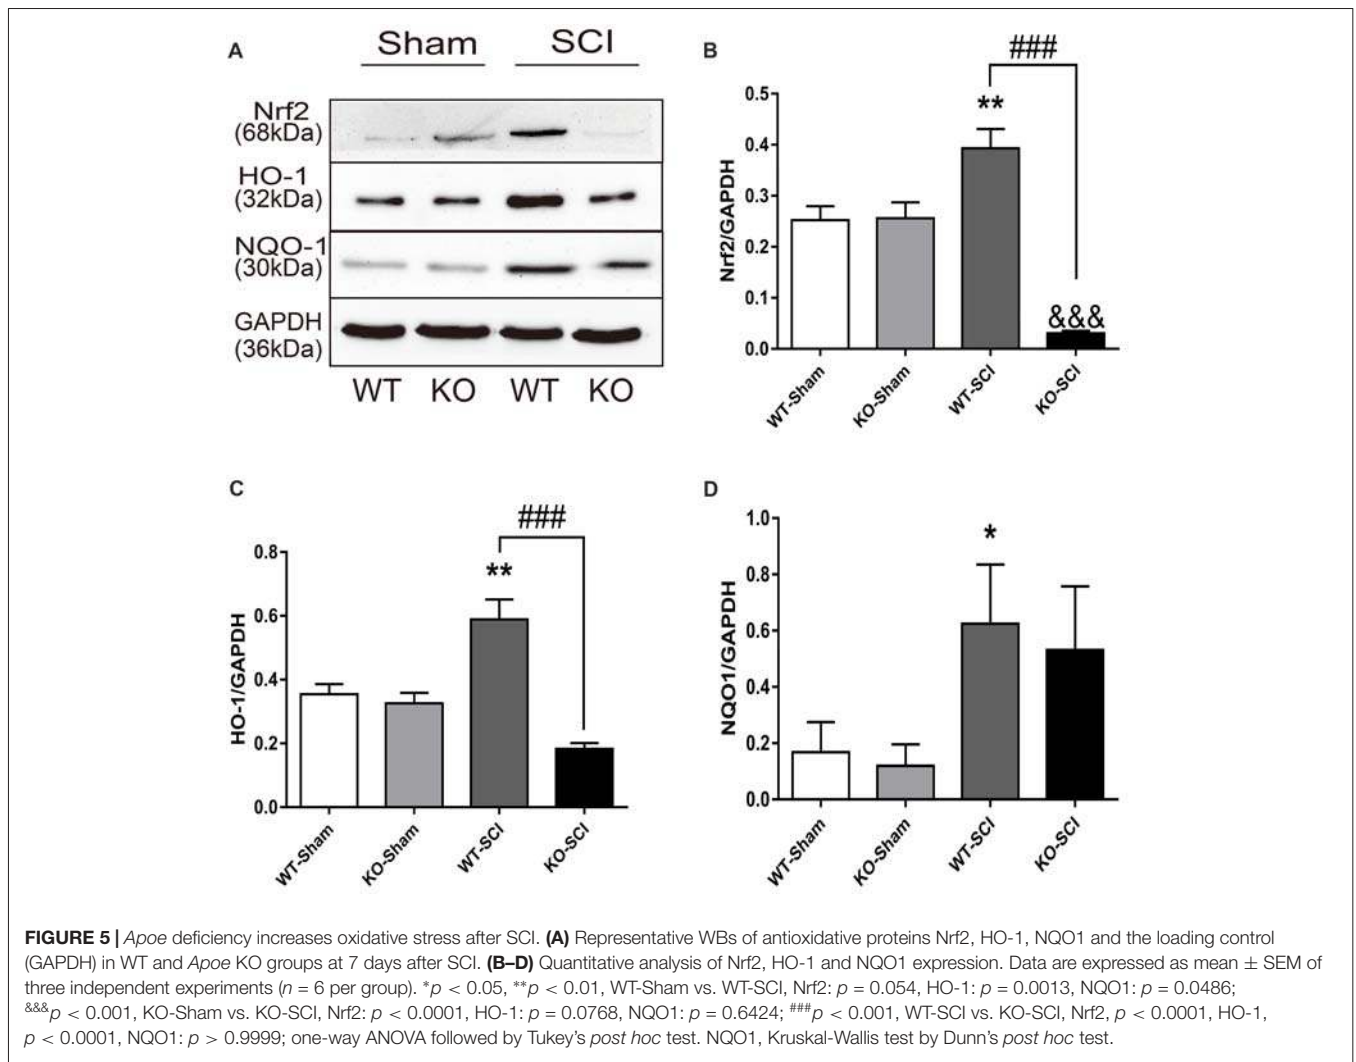 A
Sham SCI
Nrf2
(68kDa)
HO-1
(32kDa)
NQO-1
(30kDa)
GAPDH
(36kDa)
WT KO WT KO
B
###
**
&&&
Nrf2/GAPDH
0.5
0.4
0.3
0.2
0.1
0.0
WT-Sham KO-Sham WT-SCI KO-SCI
C
###
**
HO-1/GAPDH
0.8
0.6
0.4
0.2
0.0
WT-Sham KO-Sham WT-SCI KO-SCI
D
*
NQO1/GAPDH
1.0
0.8
0.6
0.4
0.2
0.0
WT-Sham KO-Sham WT-SCI KO-SCI
FIGURE 5 | Apoe deficiency increases oxidative stress after SCI. (A) Representative WBs of antioxidative proteins Nrf2, HO-1, NQO1 and the loading control
(GAPDH) in WT and Apoe KO groups at 7 days after SCI. (B–D) Quantitative analysis of Nrf2, HO-1 and NQO1 expression. Data are expressed as mean ± SEM of
three independent experiments (n = 6 per group). *p < 0.05, **p < 0.01, WT-Sham vs. WT-SCI, Nrf2: p = 0.054, HO-1: p = 0.0013, NQO1: p = 0.0486;
&&&p < 0.001, KO-Sham vs. KO-SCI, Nrf2: p < 0.0001, HO-1: p = 0.0768, NQO1: p = 0.6424; ###p < 0.001, WT-SCI vs. KO-SCI, Nrf2, p < 0.0001, HO-1,
p < 0.0001, NQO1: p > 0.9999; one-way ANOVA followed by Tukey's post hoc test. NQO1, Kruskal-Wallis test by Dunn's post hoc test.